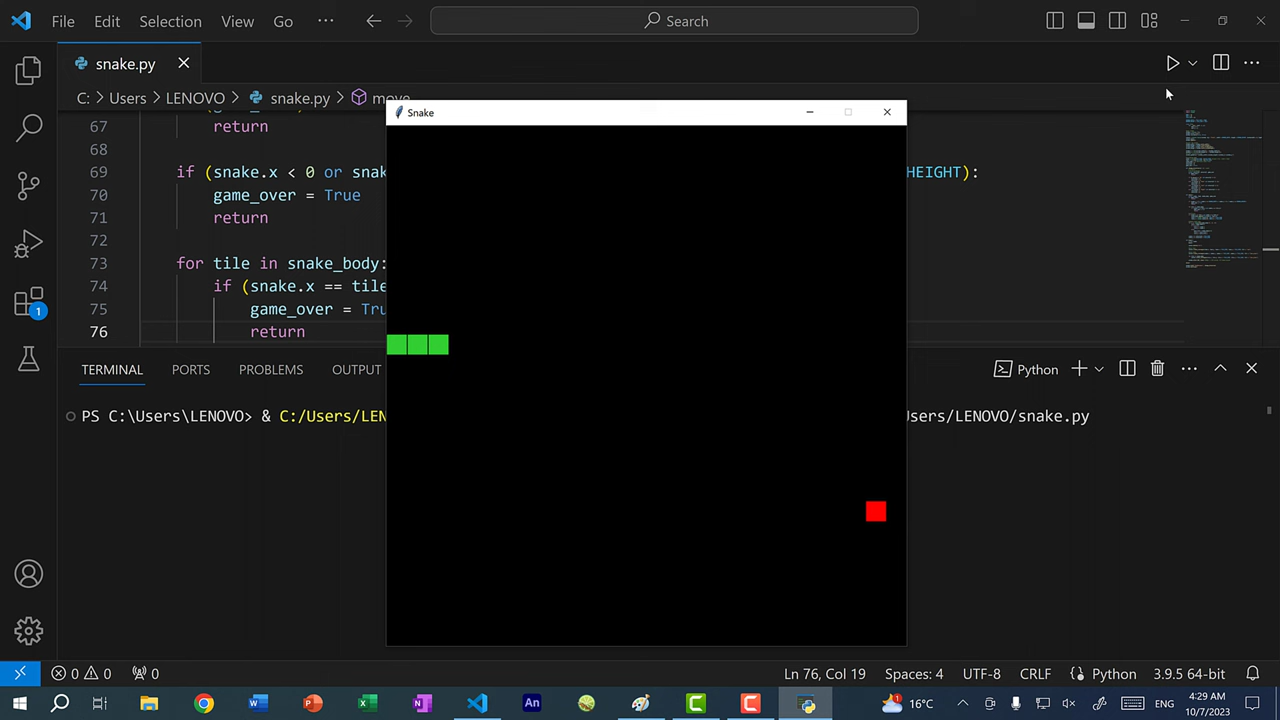 File Edit Selection View Go ··· Search
snake.py
C: > Users > LENOVO > snake.py > move
Snake
67 return
68
69 if (snake.x < 0 or snak HEIGHT):
70 game_over = True
71 return
72
73 for tile in snake_body:
74 if (snake.x == tile
75 game_over = Tru
76 return
TERMINAL PORTS PROBLEMS OUTPUT Python
PS C:\Users\LENOVO> & C:/Users/LEN sers/LENOVO/snake.py
1
0 0 0 Ln 76, Col 19 Spaces: 4 UTF-8 CRLF Python 3.9.5 64-bit
An 16°C ENG 4:29 AM
10/7/2023